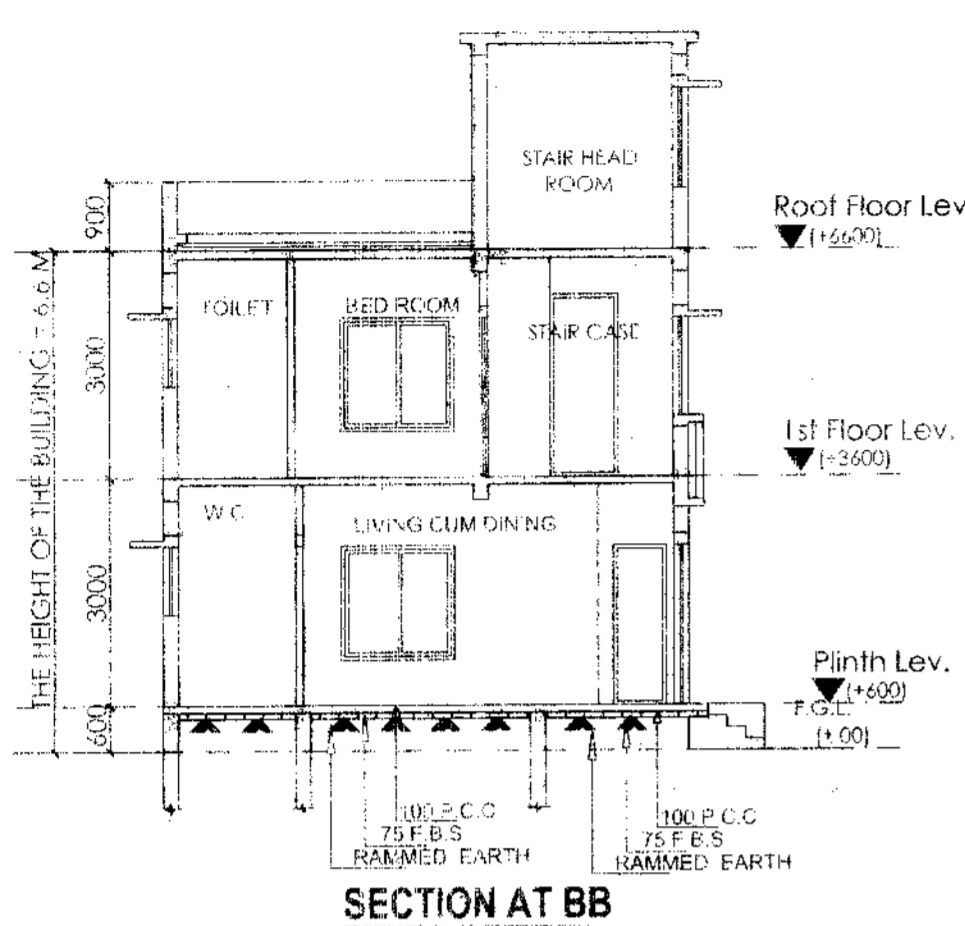 STAIR HEAD
ROOM
900
Roof Floor Lev
(+6600)
TOILET
BED ROOM
STAIR CASE
THE HEIGHT OF THE BUILDING = 6.6 M
3000
1st Floor Lev.
(+3600)
W.C
LIVING CUM DINING
3000
Plinth Lev.
(+600)
F.G.L.
(±00)
600
100 P.C.C
75 F.B.S
RAMMED EARTH
100 P.C.C
75 F.B.S
RAMMED EARTH
SECTION AT BB